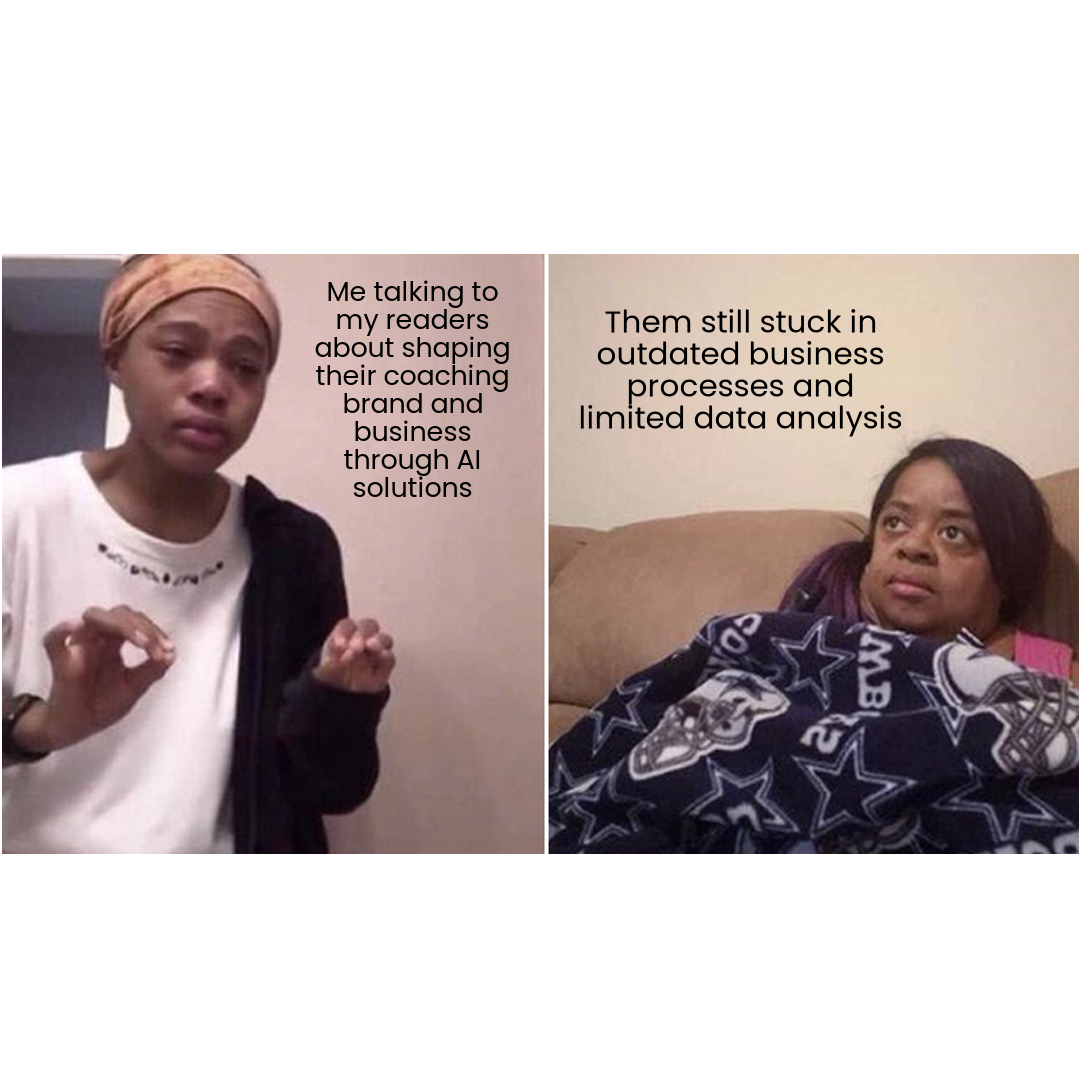 Me talking to
my readers
about shaping
their coaching
brand and
business
through AI
solutions
Them still stuck in
outdated business
processes and
limited data analysis